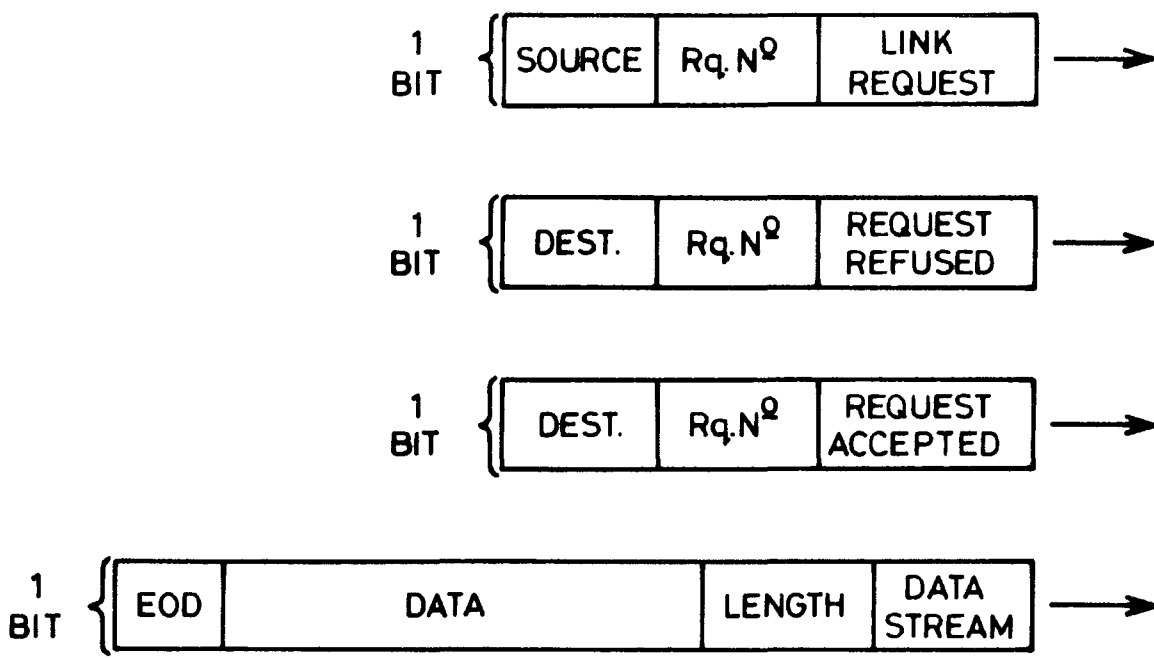 1
BIT
SOURCE
Rq. Nº
LINK
REQUEST
1
BIT
DEST.
Rq. Nº
REQUEST
REFUSED
1
BIT
DEST.
Rq. Nº
REQUEST
ACCEPTED
1
BIT
EOD
DATA
LENGTH
DATA
STREAM